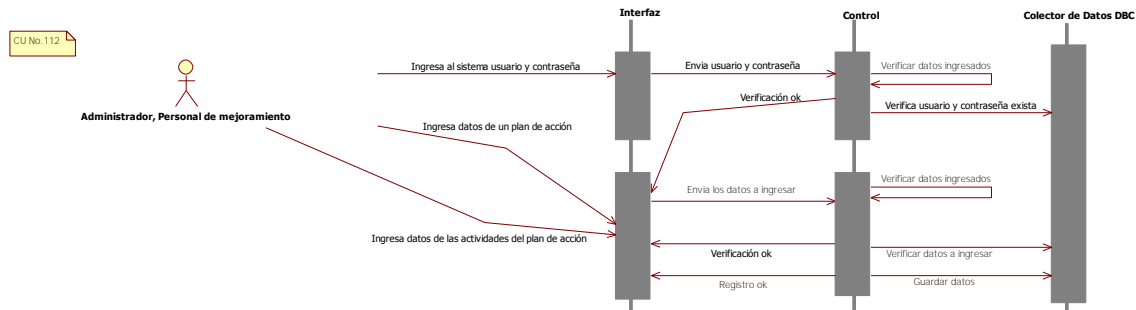 Interfaz
Control
Colector de Datos DBC
CU No.112
Ingresa al sistema usuario y contraseña
Envia usuario y contraseña
Verificar datos ingresados
Verificación ok
Verifica usuario y contraseña exista
Administrador, Personal de mejoramiento
Ingresa datos de un plan de acción
Verificar datos ingresados
Envia los datos a ingresar
Ingresa datos de las actividades del plan de acción
Verificación ok
Verificar datos a ingresar
Registro ok
Guardar datos